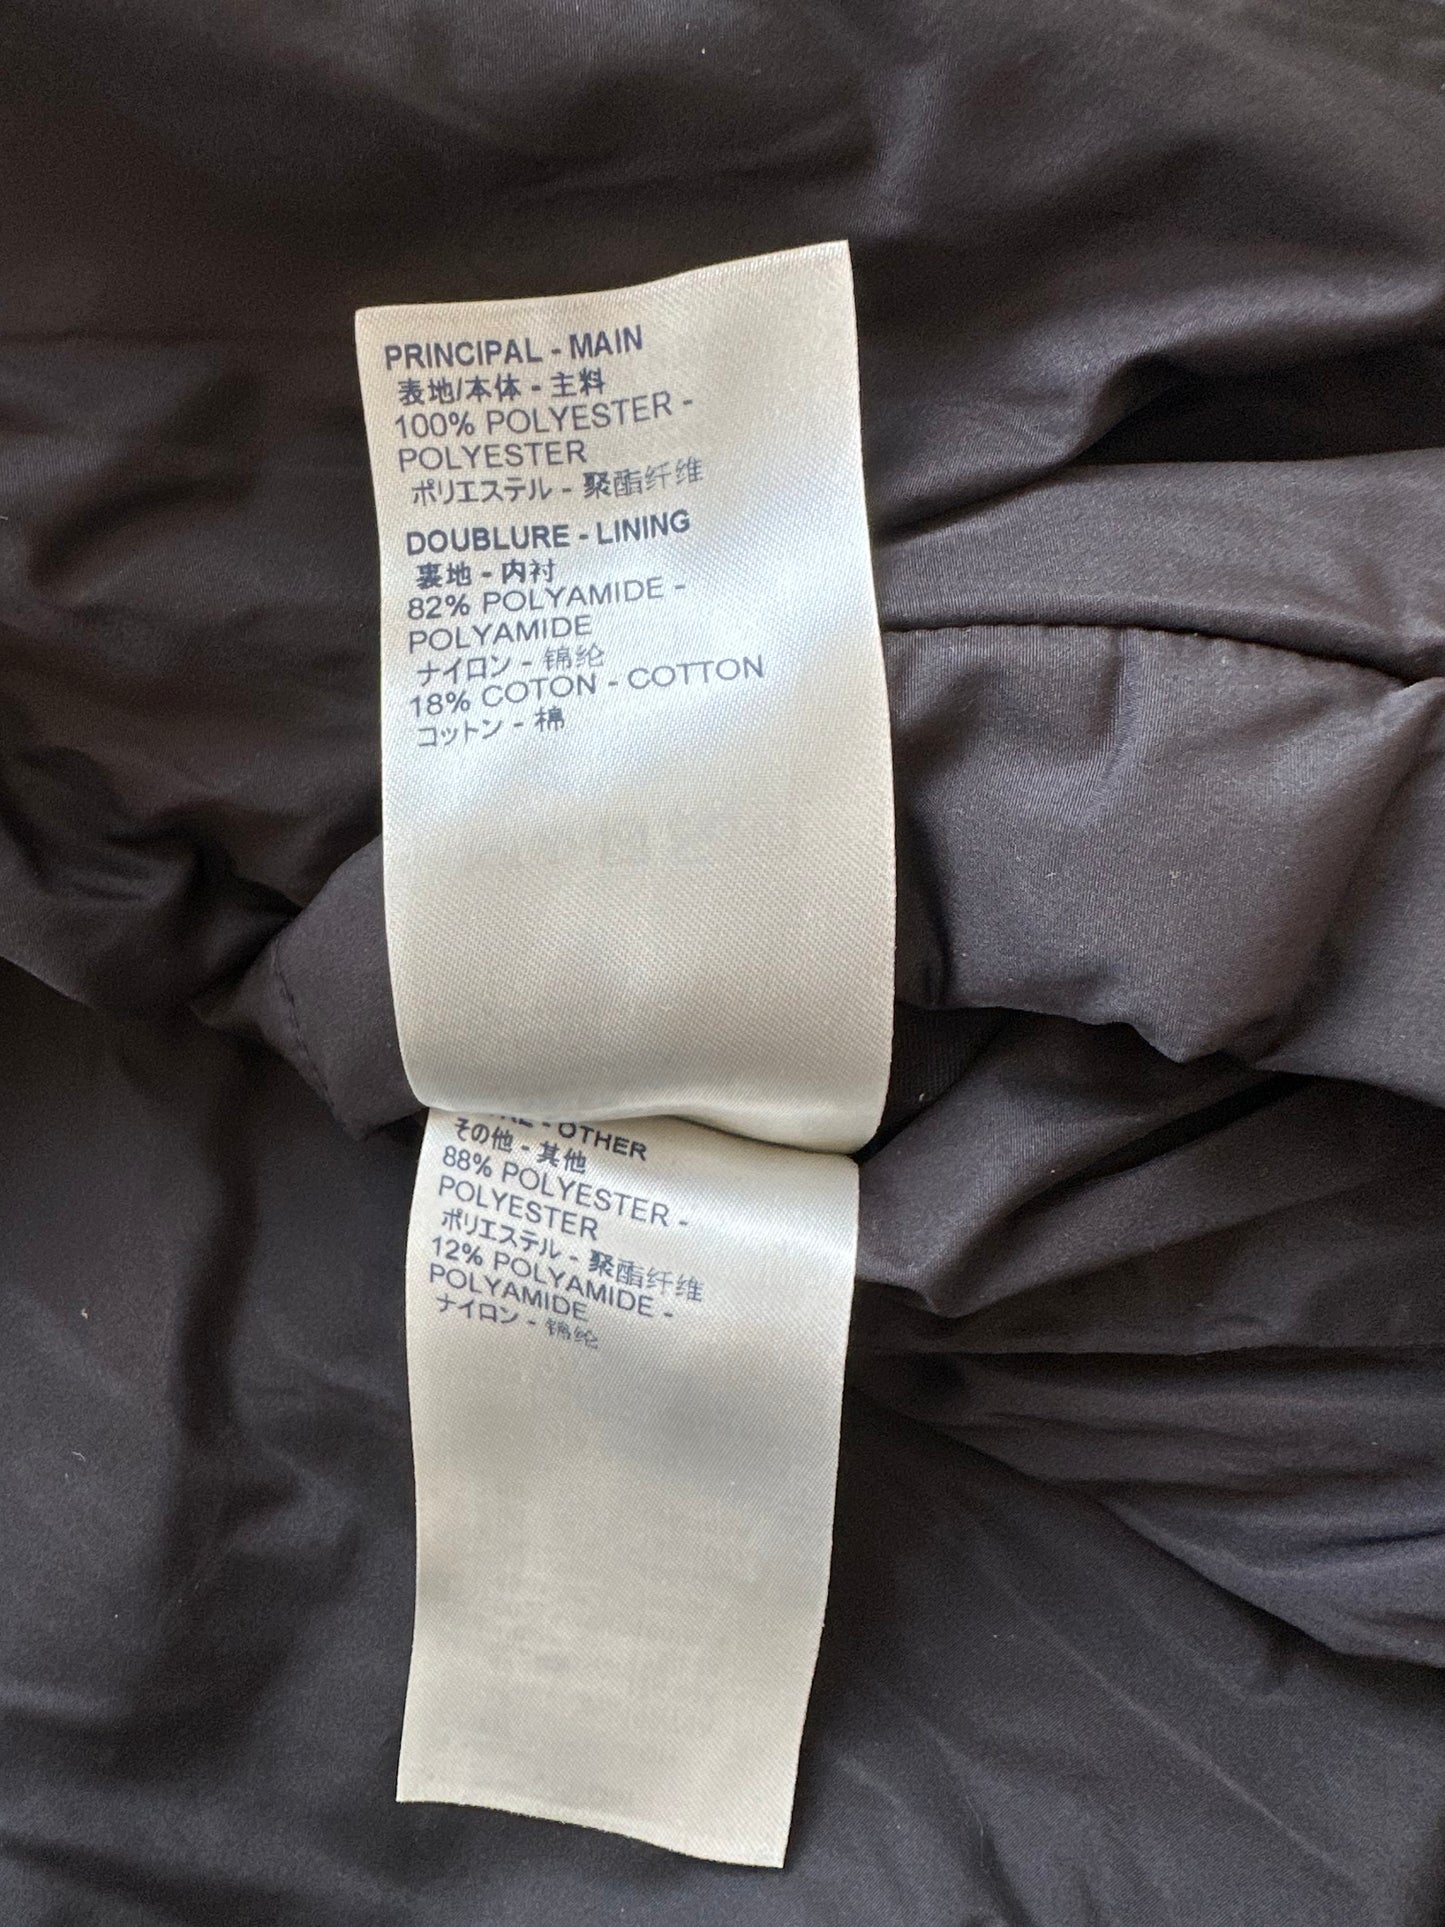 PRINCIPAL - MAIN
表地/本体 - 主料
100% POLYESTER -
POLYESTER
ポリエステル - 聚酯纤维
DOUBLURE - LINING
裏地 - 内衬
82% POLYAMIDE -
POLYAMIDE
ナイロン - 锦纶
18% COTON - COTTON
コットン - 棉
- OTHER
その他 - 其他
88% POLYESTER -
POLYESTER
ポリエステル - 聚酯纤维
12% POLYAMIDE -
POLYAMIDE
ナイロン - 锦纶